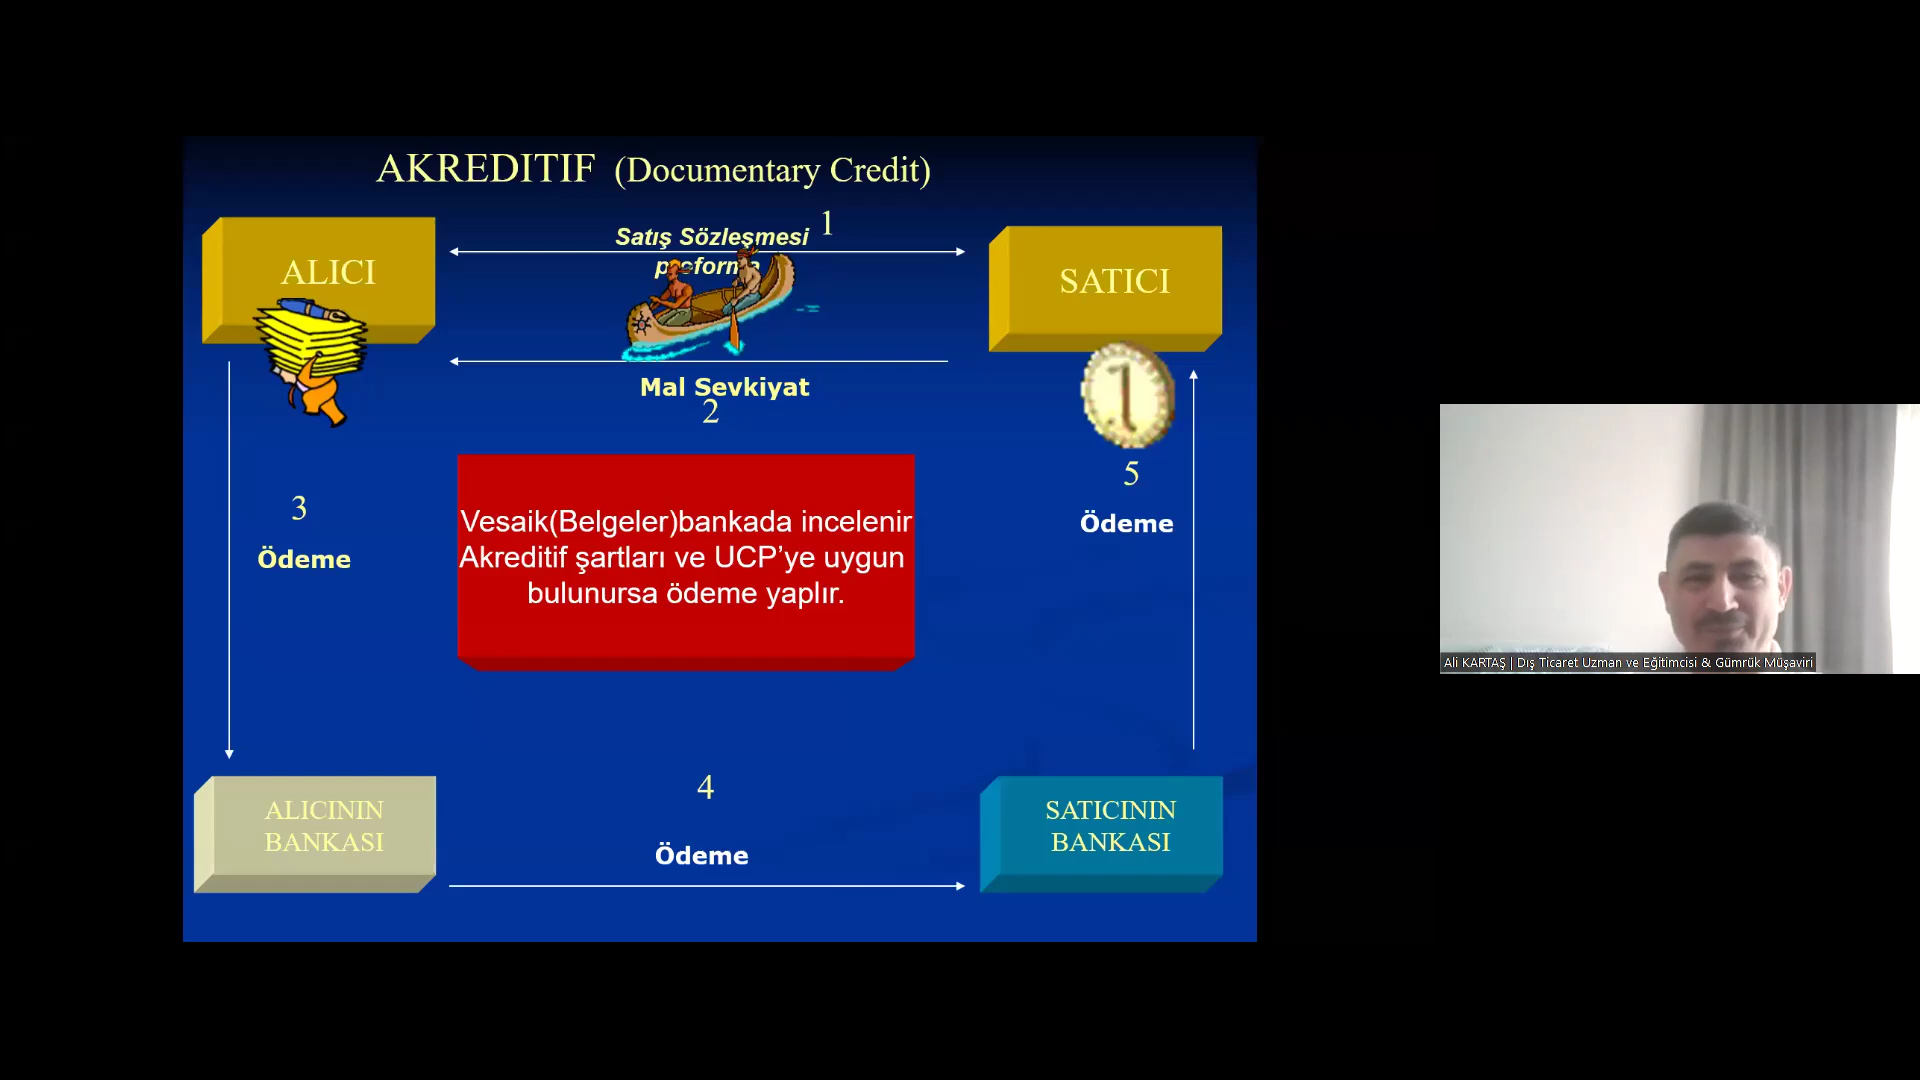 AKREDITIF (Documentary Credit)
1
Satış Sözleşmesi
ALICI
SATICI
Mal Sevkiyat
2
5
3
Ödeme
Ödeme
Vesaik(Belgeler)bankada incelenir
Akreditif şartları ve UCP’ye uygun
bulunursa ödeme yaplır.
4
ALICININ
BANKASI
SATICININ
BANKASI
Ödeme
Ali KARTAŞ | Dış Ticaret Uzman ve Eğitimcisi & Gümrük Müşaviri